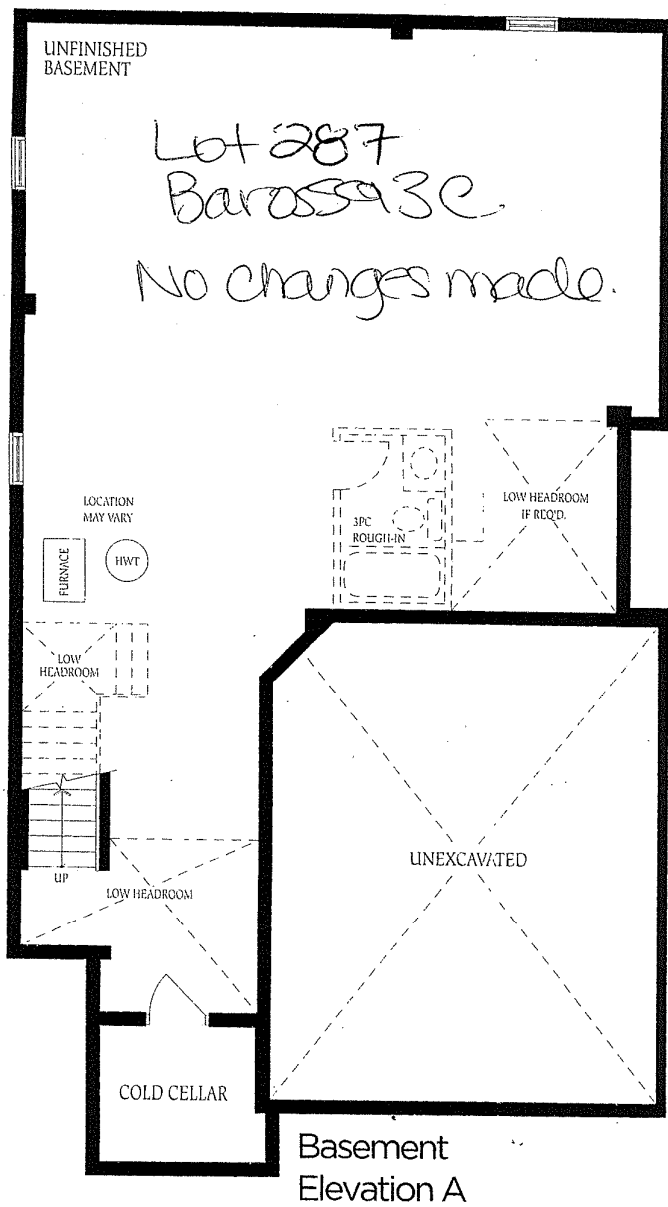 UNFINISHED
BASEMENT
Lot 287
Barossa 3C.
No changes made.
LOCATION
MAY VARY
FURNACE
HWT
3PC
ROUGH-IN
LOW HEADROOM
IF REQ'D.
LOW
HEADROOM
UP
LOW HEADROOM
UNEXCAVATED
COLD CELLAR
Basement
Elevation A